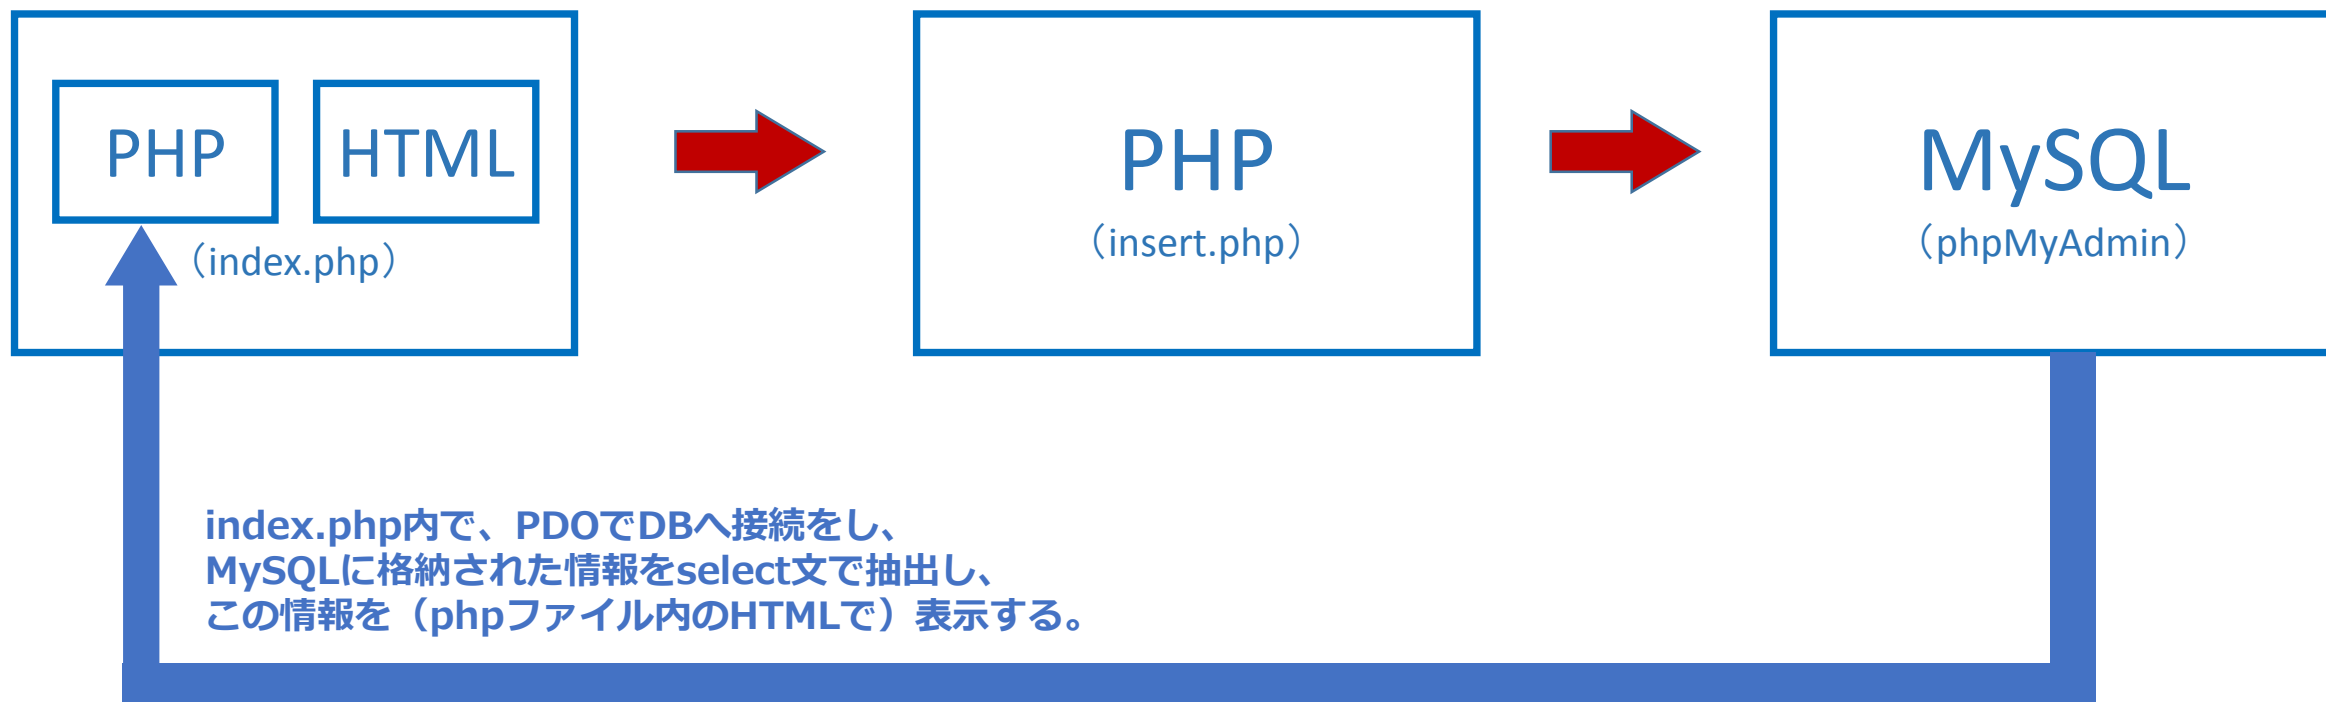 PHP
HTML
（index.php）
PHP
（insert.php）
MySQL
（phpMyAdmin）
index.php内で、PDOでDBへ接続をし、
MySQLに格納された情報をselect文で抽出し、
この情報を（phpファイル内のHTMLで）表示する。